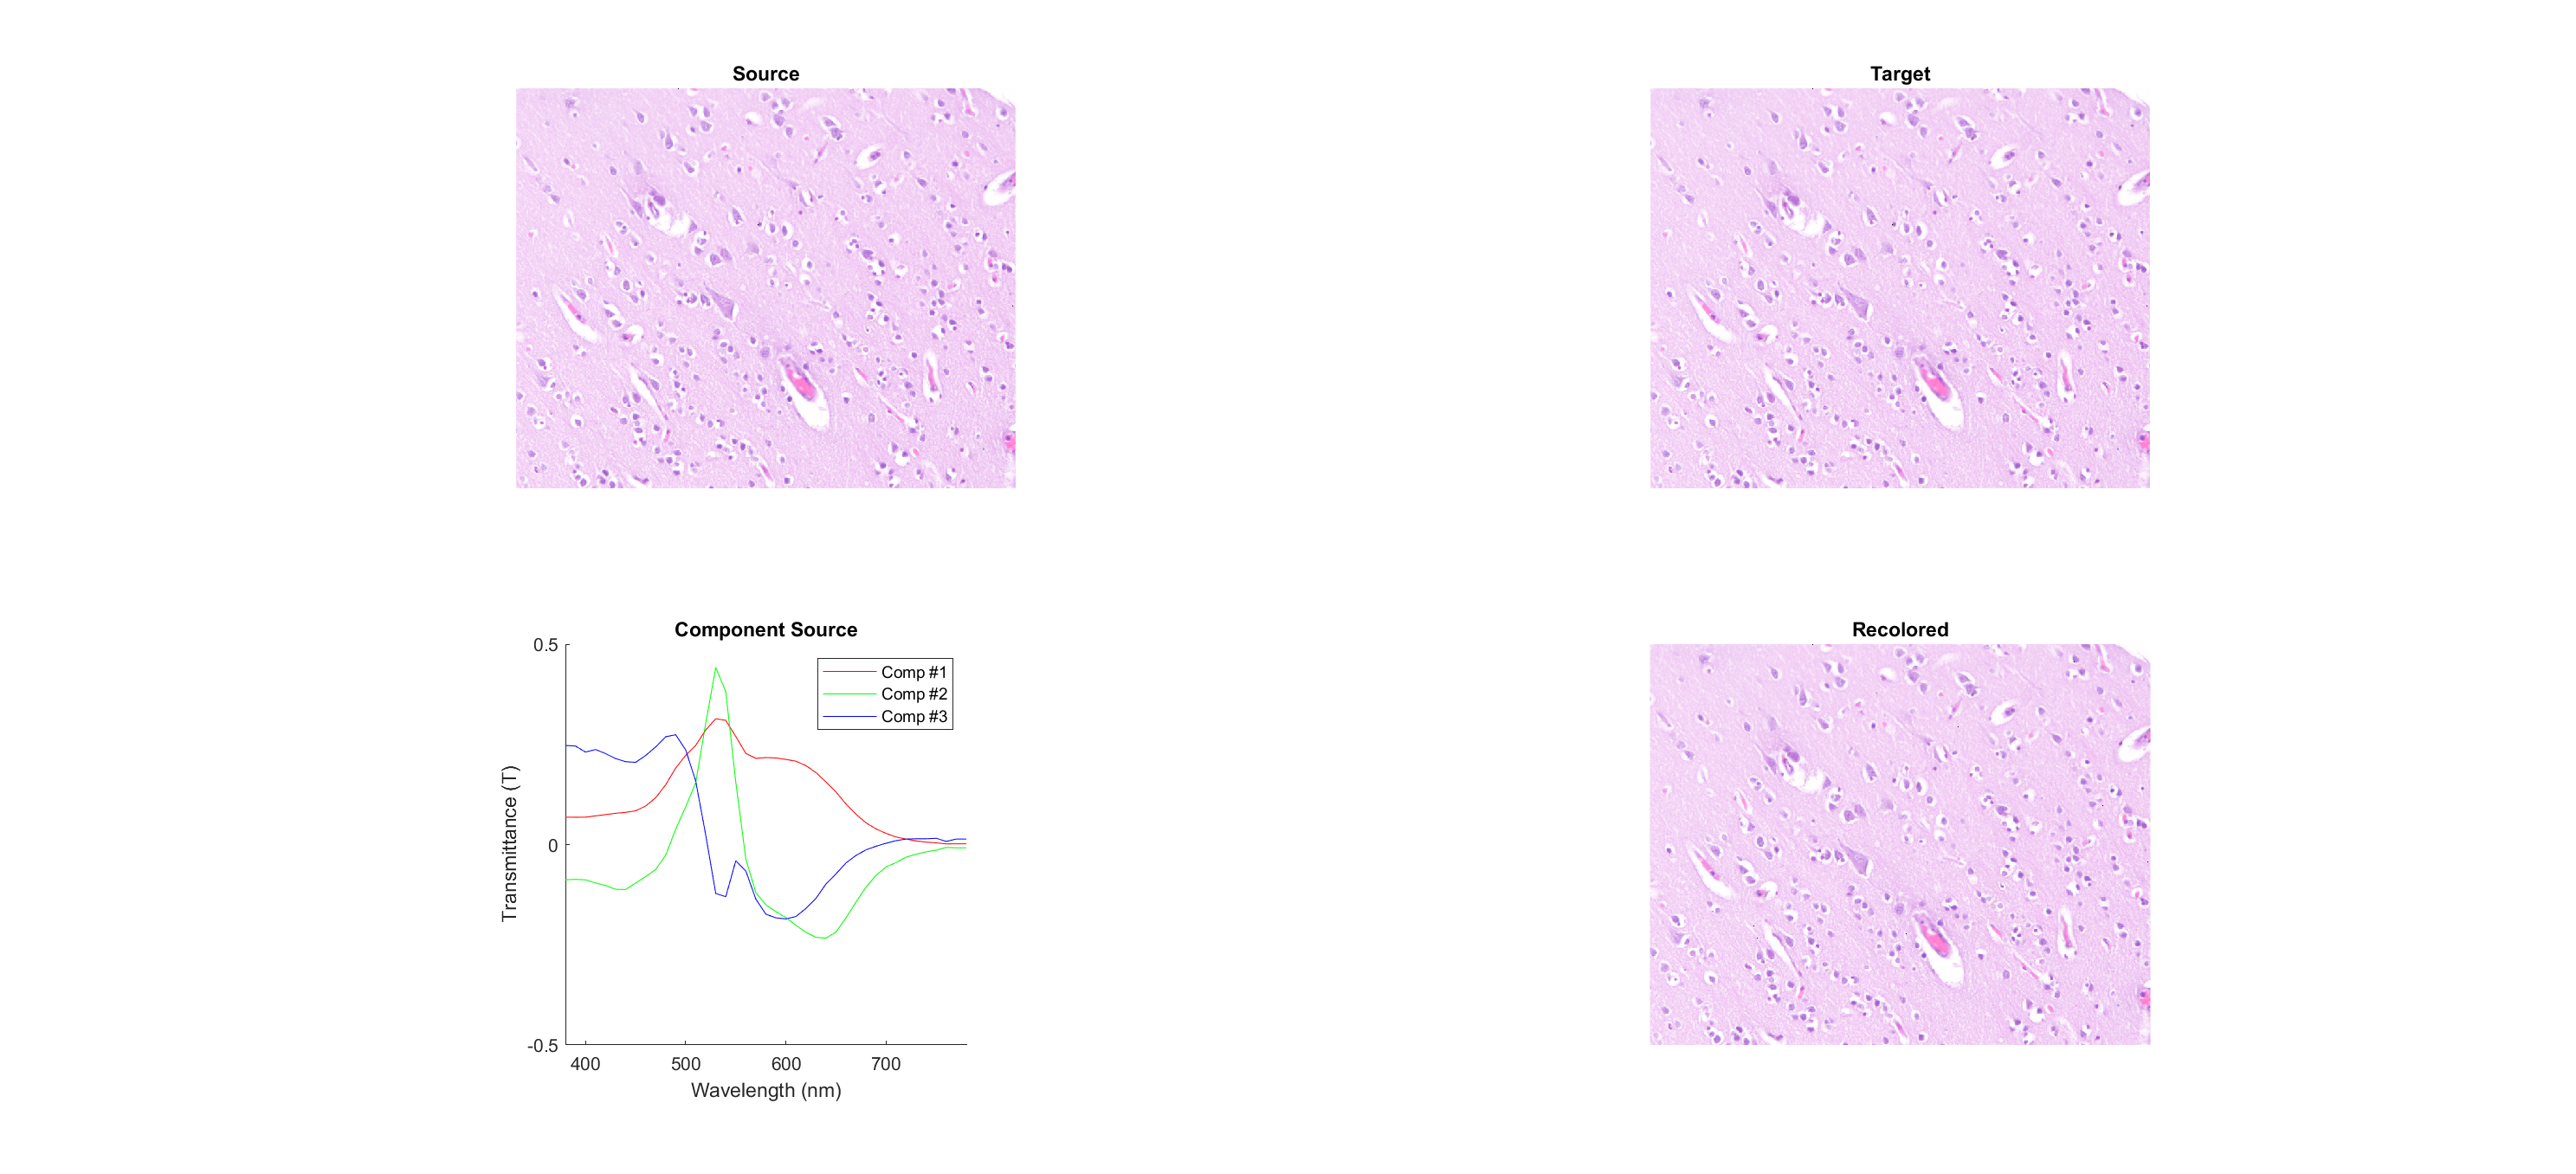 Source
Target
Component Source
0.5
0
-0.5
Transmittance (T)
Comp #1
Comp #2
Comp #3
400 500 600 700
Wavelength (nm)
Recolored